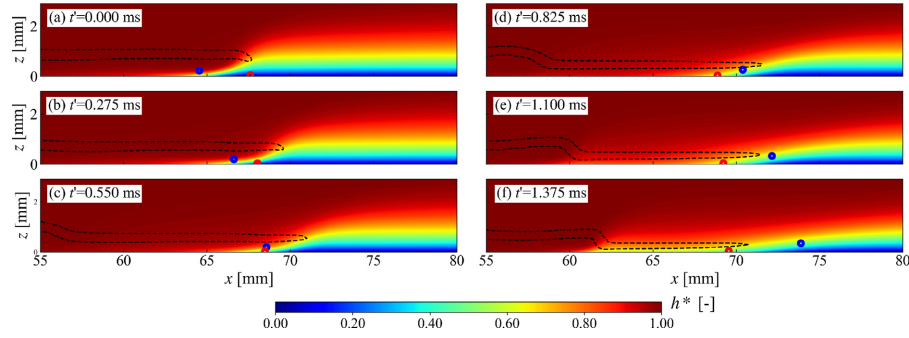 (a) t'=0.000 ms
(d) t'=0.825 ms
2
z [mm]
0
(b) t'=0.275 ms
(e) t'=1.100 ms
2
z [mm]
0
(c) t'=0.550 ms
(f) t'=1.375 ms
2
z [mm]
0
55 60 65 70 75 80
55 60 65 70 75 80
x [mm]
x [mm]
h* [-]
0.00 0.20 0.40 0.60 0.80 1.00